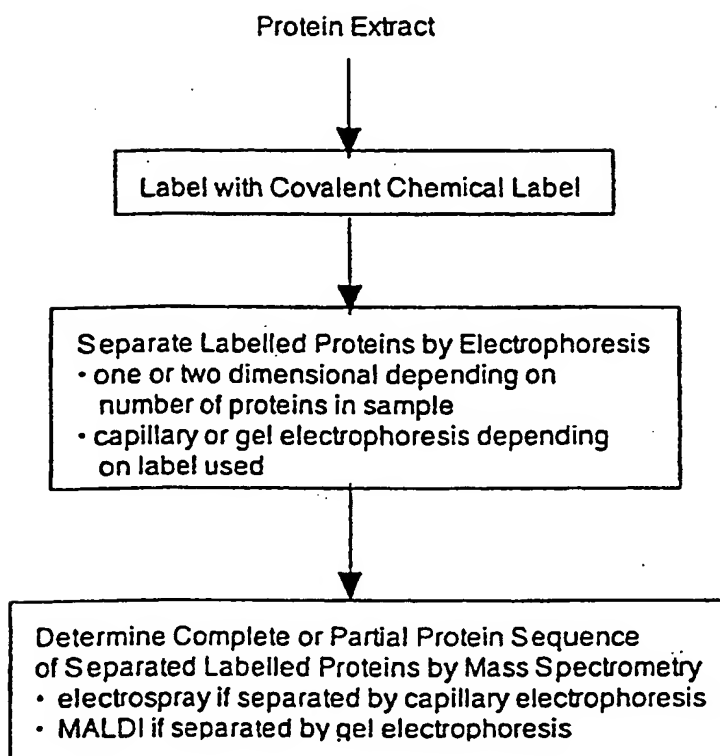 Protein Extract
Label with Covalent Chemical Label
Separate Labelled Proteins by Electrophoresis
• one or two dimensional depending on
number of proteins in sample
• capillary or gel electrophoresis depending
on label used
Determine Complete or Partial Protein Sequence
of Separated Labelled Proteins by Mass Spectrometry
• electrospray if separated by capillary electrophoresis
• MALDI if separated by gel electrophoresis